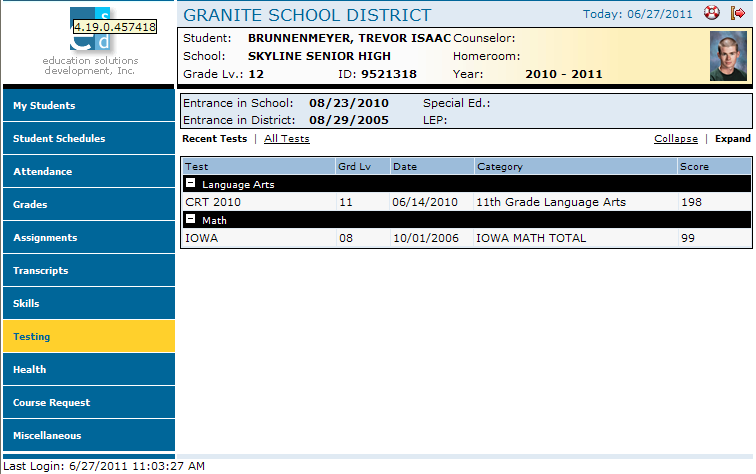 GRANITE SCHOOL DISTRICT
Today: 06/27/2011
4.19.0.457418
s
d
education solutions
development, Inc.
Student: BRUNNENMEYER, TREVOR ISAAC Counselor:
School: SKYLINE SENIOR HIGH Homeroom:
Grade Lv.: 12 ID: 9521318 Year: 2010 - 2011
My Students
Student Schedules
Attendance
Grades
Assignments
Transcripts
Skills
Testing
Health
Course Request
Miscellaneous
Entrance in School: 08/23/2010 Special Ed.:
Entrance in District: 08/29/2005 LEP:
Recent Tests | All Tests Collapse | Expand
Test Grd Lv Date Category Score
Language Arts
CRT 2010 11 06/14/2010 11th Grade Language Arts 198
Math
IOWA 08 10/01/2006 IOWA MATH TOTAL 99
Last Login: 6/27/2011 11:03:27 AM